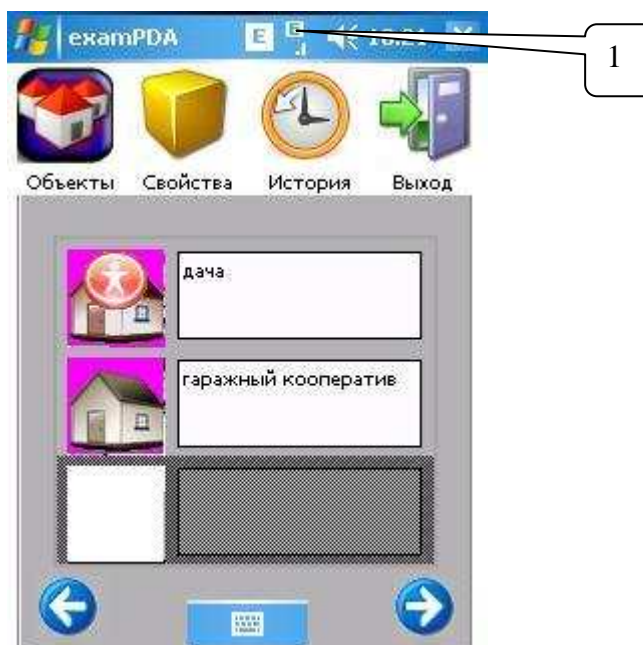 examPDA E E
1
Объекты Свойства История Выход
дача
гаражный кооператив